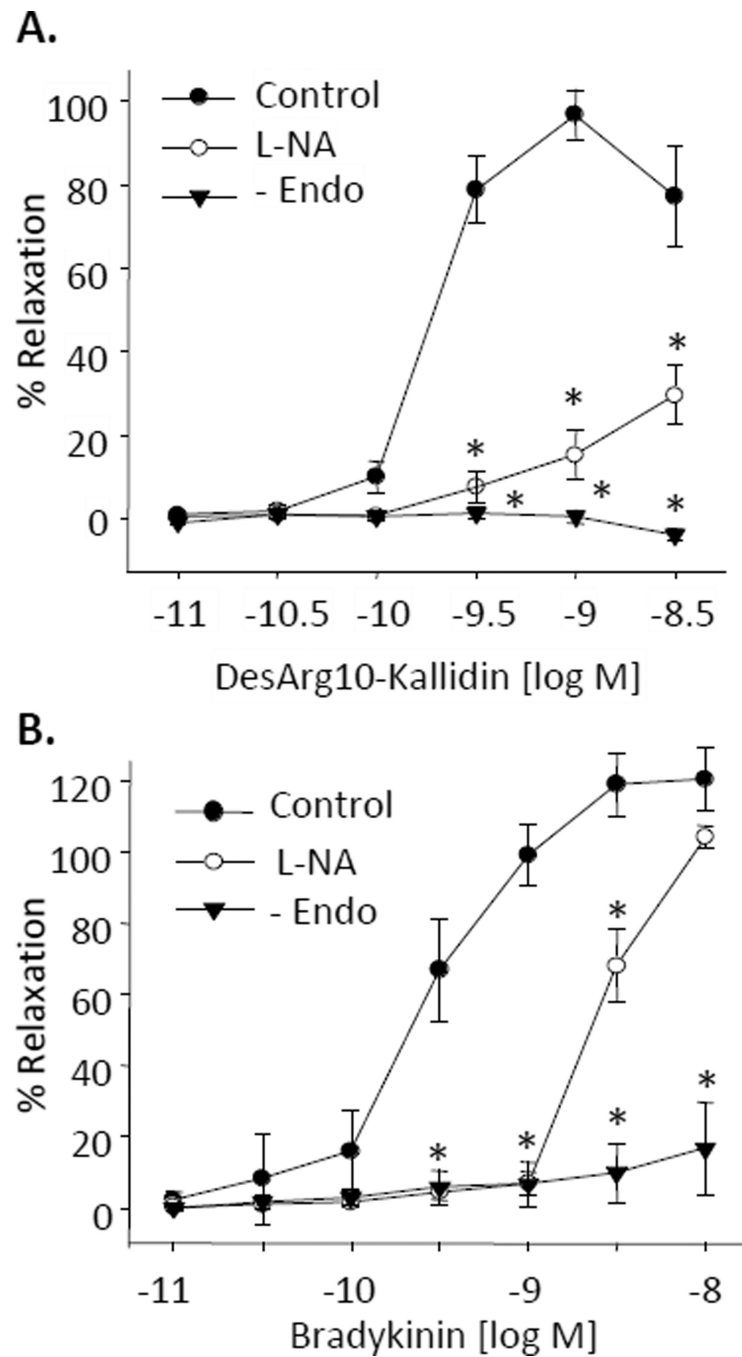 A.
100
80
60
40
20
0
% Relaxation
Control
L-NA
- Endo
*
*
*
* * *
-11 -10.5 -10 -9.5 -9 -8.5
DesArg10-Kallidin [log M]
B.
120
100
80
60
40
20
0
% Relaxation
Control
L-NA
- Endo
*
*
* * *
-11 -10 -9 -8
Bradykinin [log M]